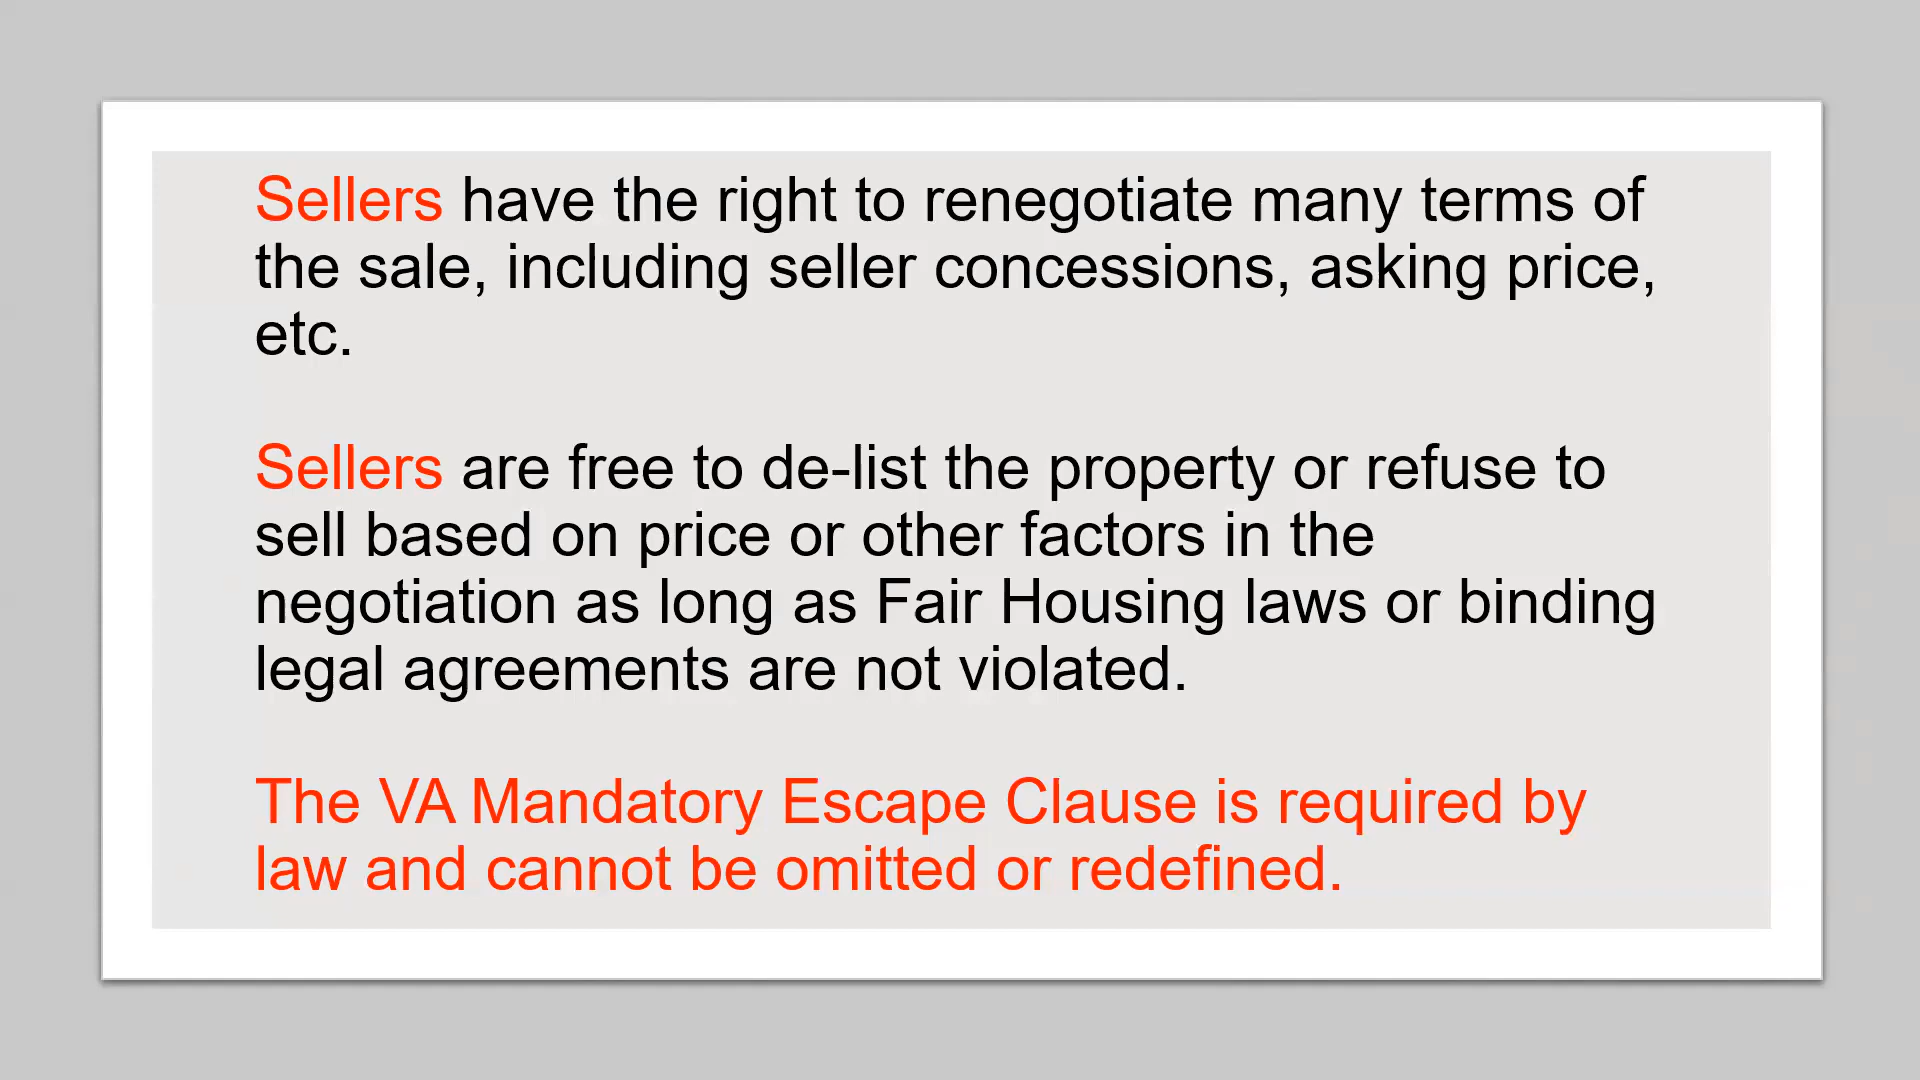 Sellers have the right to renegotiate many terms of
the sale, including seller concessions, asking price,
etc.
Sellers are free to de-list the property or refuse to
sell based on price or other factors in the
negotiation as long as Fair Housing laws or binding
legal agreements are not violated.
The VA Mandatory Escape Clause is required by
law and cannot be omitted or redefined.